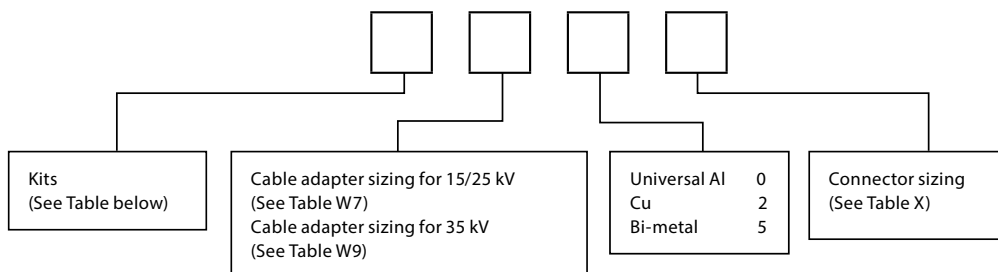 Kits
(See Table below)
Cable adapter sizing for 15/25 kV
(See Table W7)
Cable adapter sizing for 35 kV
(See Table W9)
Universal Al 0
Cu 2
Bi-metal 5
Connector sizing
(See Table X)